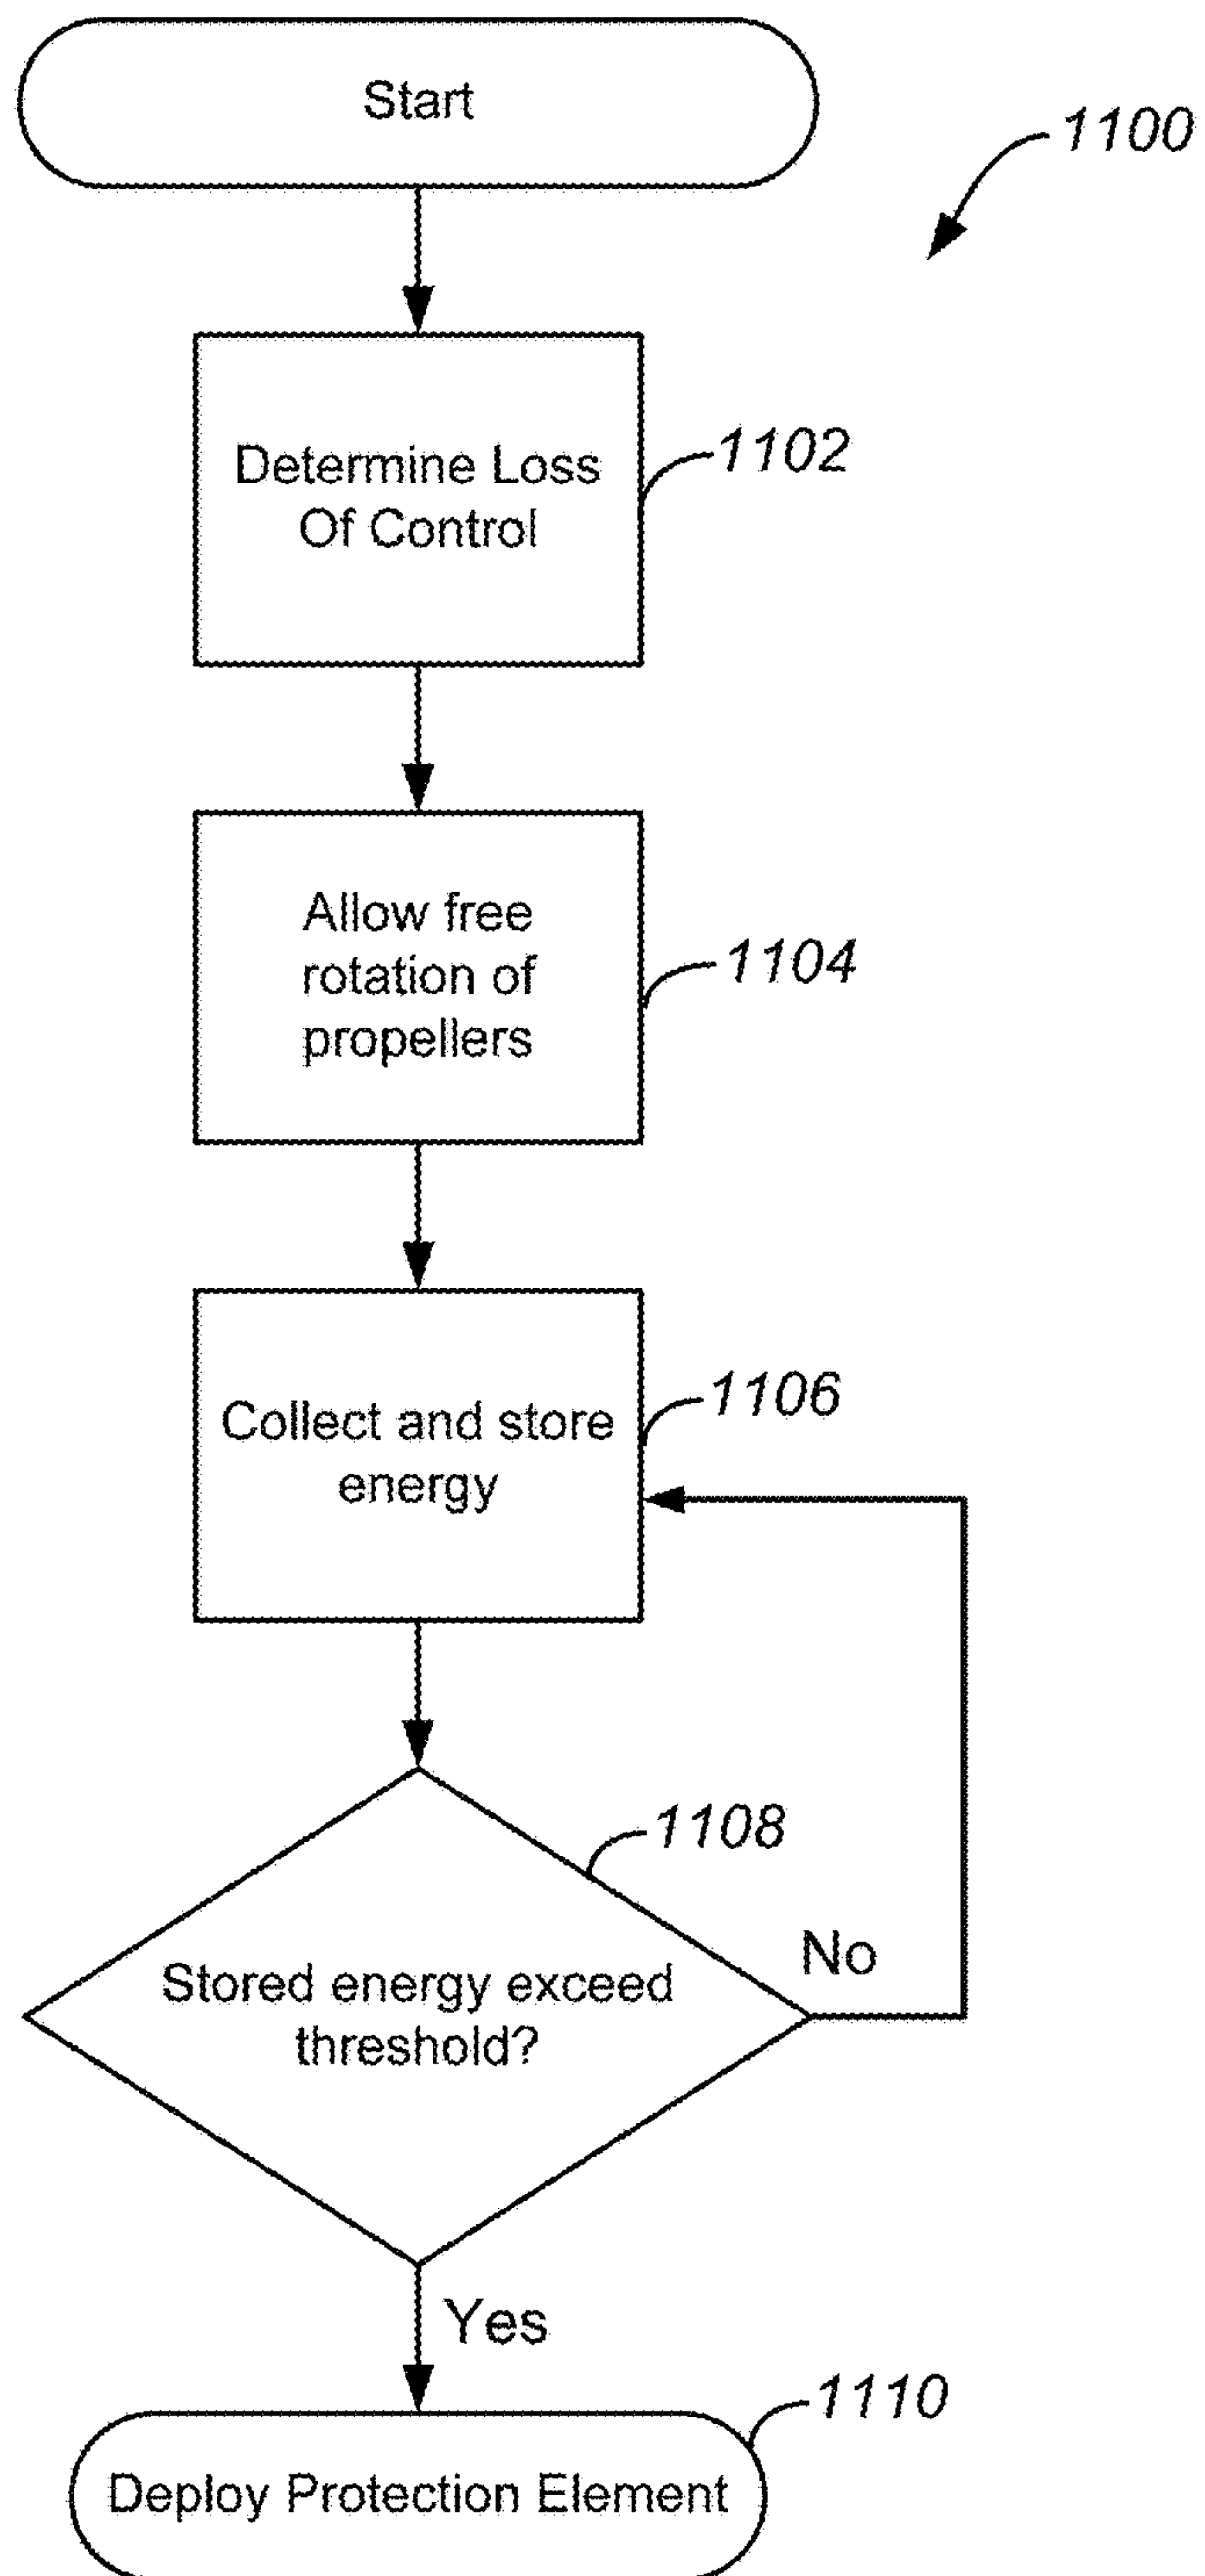 Start
1100
Determine Loss
Of Control
1102
Allow free
rotation of
propellers
1104
Collect and store
energy
1106
1108
Stored energy exceed
threshold?
No
Yes
1110
Deploy Protection Element